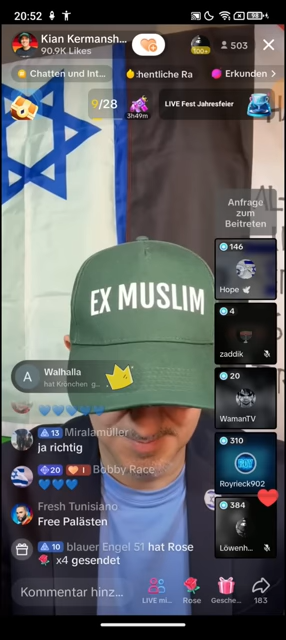 20:52
98
Kian Kermansh...
90.9K Likes
100+
503
Chatten und Int...
:hentliche Ra
Erkunden
9/28
3h49m
LIVE Fest Jahresfeier
Anfrage
zum
Beitreten
146
Hope 🕊
EX MUSLIM
4
zaddik
A
Walhalla
hat Krönchen g...
20
WamanTV
💙💙💙💙
13 Miralamüller
ja richtig
310
Royrieck902
20 I Bobby Race
💙💙💙
Fresh Tunisiano
Free Palästen
384
Löwenh...
10 blauer Engel S1 hat Rose
🌹 x4 gesendet
Kommentar hinz...
LIVE mi...
Rose
Gesche...
183